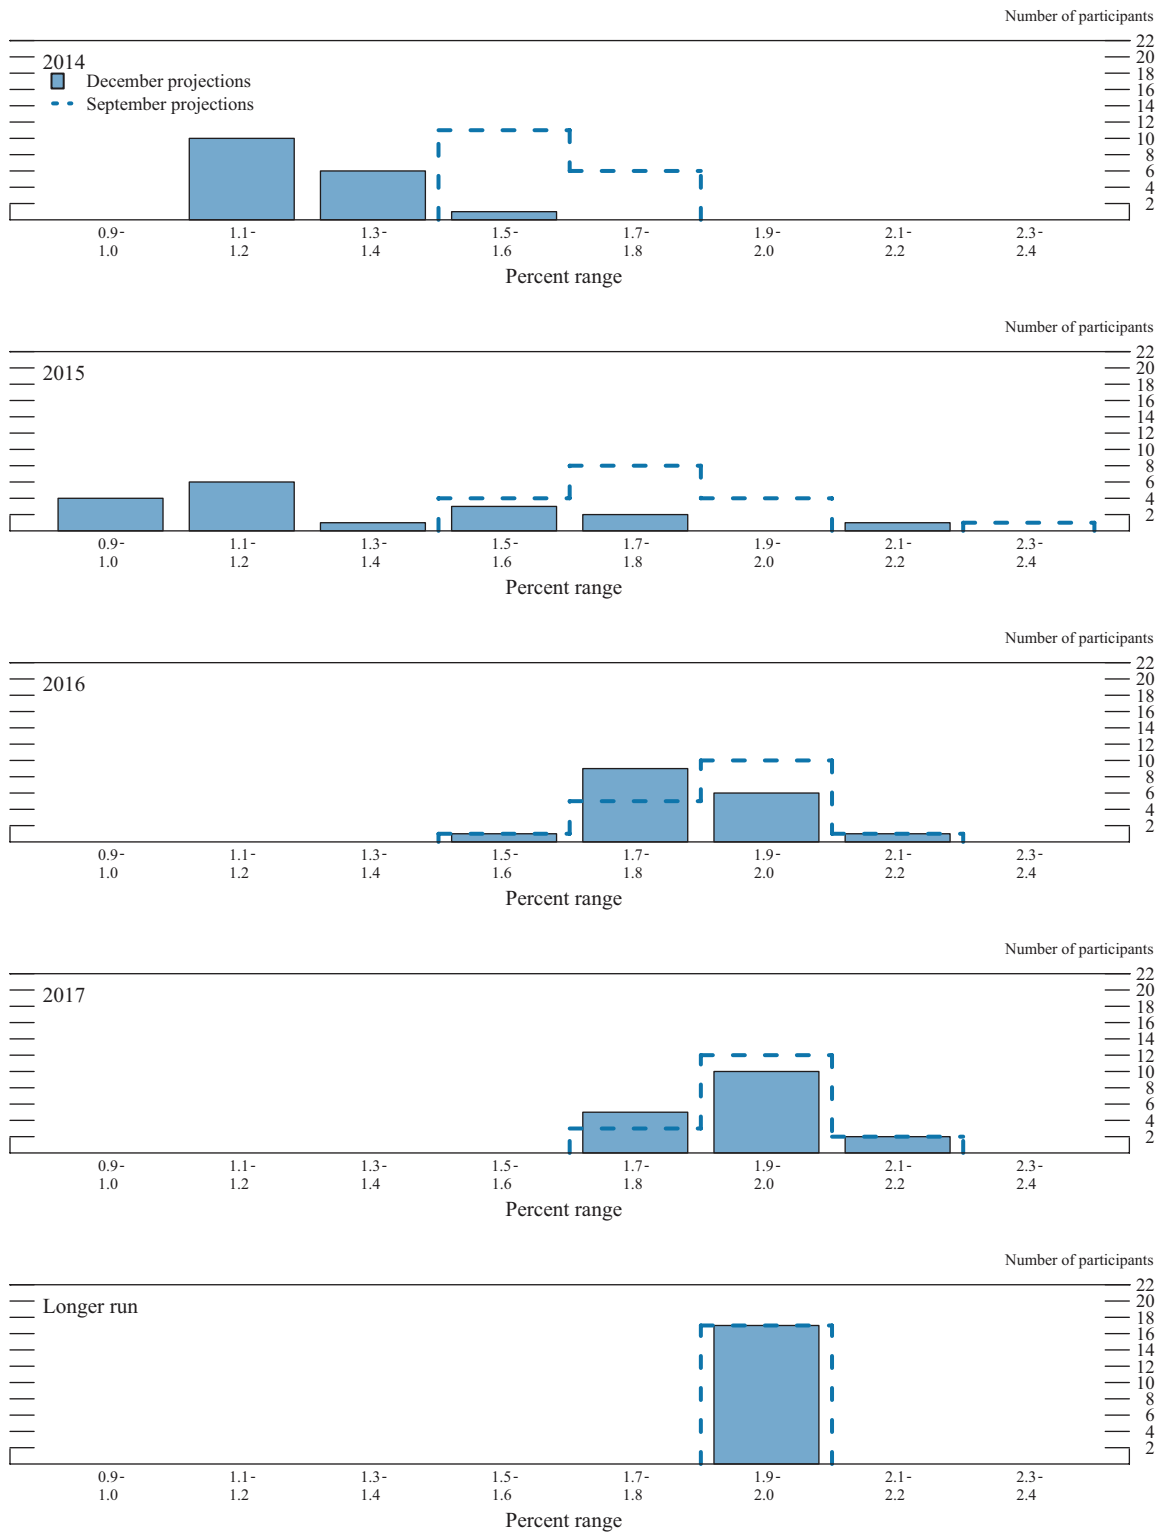 Number of participants
2014
December projections
September projections
22
20
18
16
14
12
10
8
6
4
2
0.9- 1.1- 1.3- 1.5- 1.7- 1.9- 2.1- 2.3-
1.0 1.2 1.4 1.6 1.8 2.0 2.2 2.4
Percent range
Number of participants
2015
22
20
18
16
14
12
10
8
6
4
2
0.9- 1.1- 1.3- 1.5- 1.7- 1.9- 2.1- 2.3-
1.0 1.2 1.4 1.6 1.8 2.0 2.2 2.4
Percent range
Number of participants
2016
22
20
18
16
14
12
10
8
6
4
2
0.9- 1.1- 1.3- 1.5- 1.7- 1.9- 2.1- 2.3-
1.0 1.2 1.4 1.6 1.8 2.0 2.2 2.4
Percent range
Number of participants
2017
22
20
18
16
14
12
10
8
6
4
2
0.9- 1.1- 1.3- 1.5- 1.7- 1.9- 2.1- 2.3-
1.0 1.2 1.4 1.6 1.8 2.0 2.2 2.4
Percent range
Number of participants
Longer run
22
20
18
16
14
12
10
8
6
4
2
0.9- 1.1- 1.3- 1.5- 1.7- 1.9- 2.1- 2.3-
1.0 1.2 1.4 1.6 1.8 2.0 2.2 2.4
Percent range